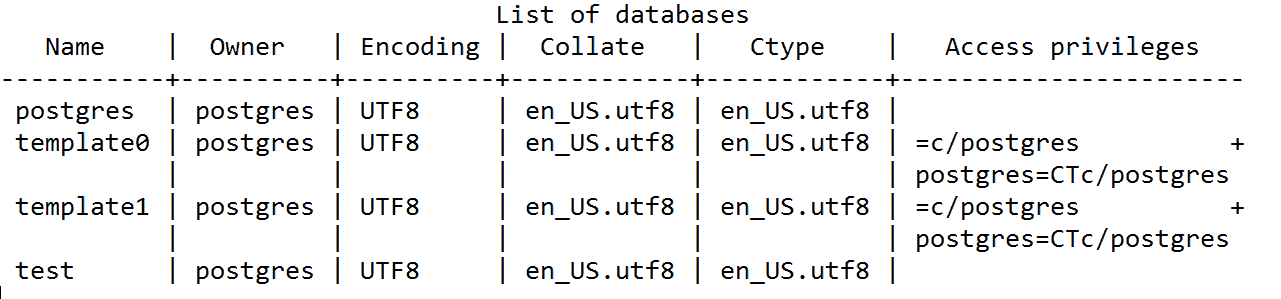 List of databases
   Name    |  Owner   | Encoding |  Collate   |   Ctype    |   Access privileges
-----------+----------+----------+------------+------------+-----------------------
 postgres  | postgres | UTF8     | en_US.utf8 | en_US.utf8 |
 template0 | postgres | UTF8     | en_US.utf8 | en_US.utf8 | =c/postgres          +
           |          |          |            |            | postgres=CTc/postgres
 template1 | postgres | UTF8     | en_US.utf8 | en_US.utf8 | =c/postgres          +
           |          |          |            |            | postgres=CTc/postgres
 test      | postgres | UTF8     | en_US.utf8 | en_US.utf8 |